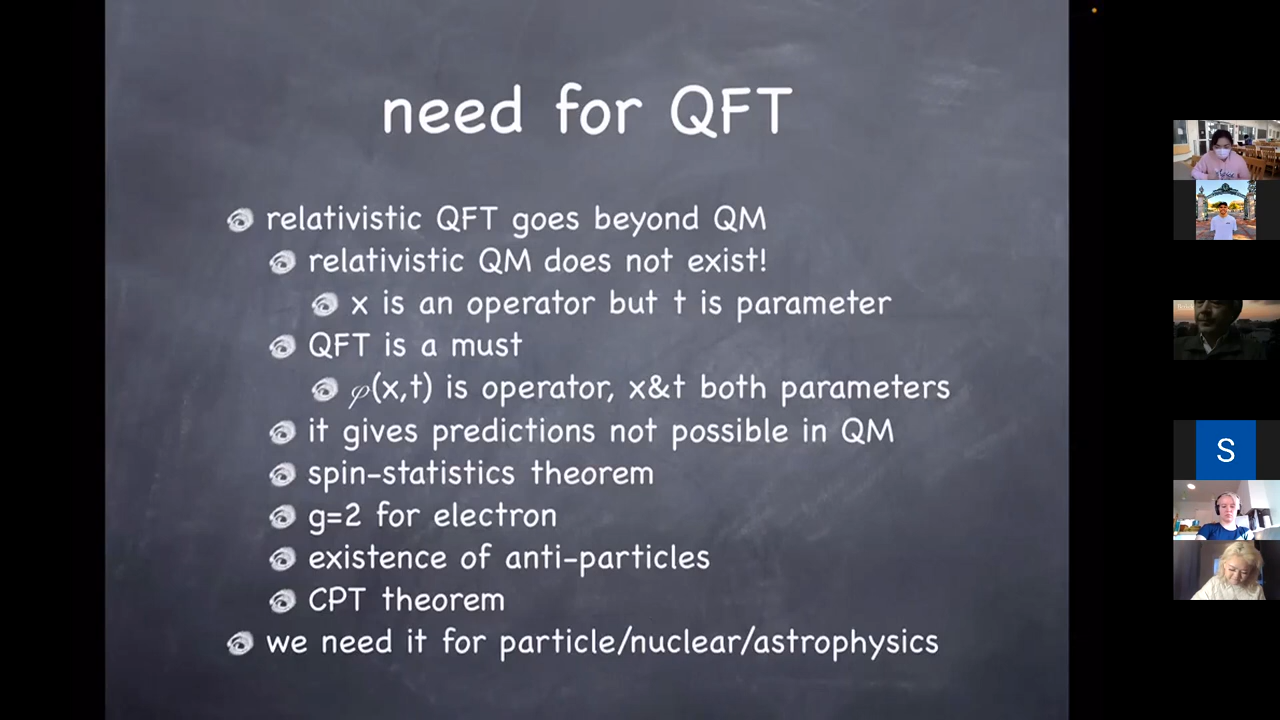 need for QFT
relativistic QFT goes beyond QM
relativistic QM does not exist!
x is an operator but t is parameter
QFT is a must
φ(x,t) is operator, x&t both parameters
it gives predictions not possible in QM
spin-statistics theorem
g=2 for electron
existence of anti-particles
CPT theorem
we need it for particle/nuclear/astrophysics
S